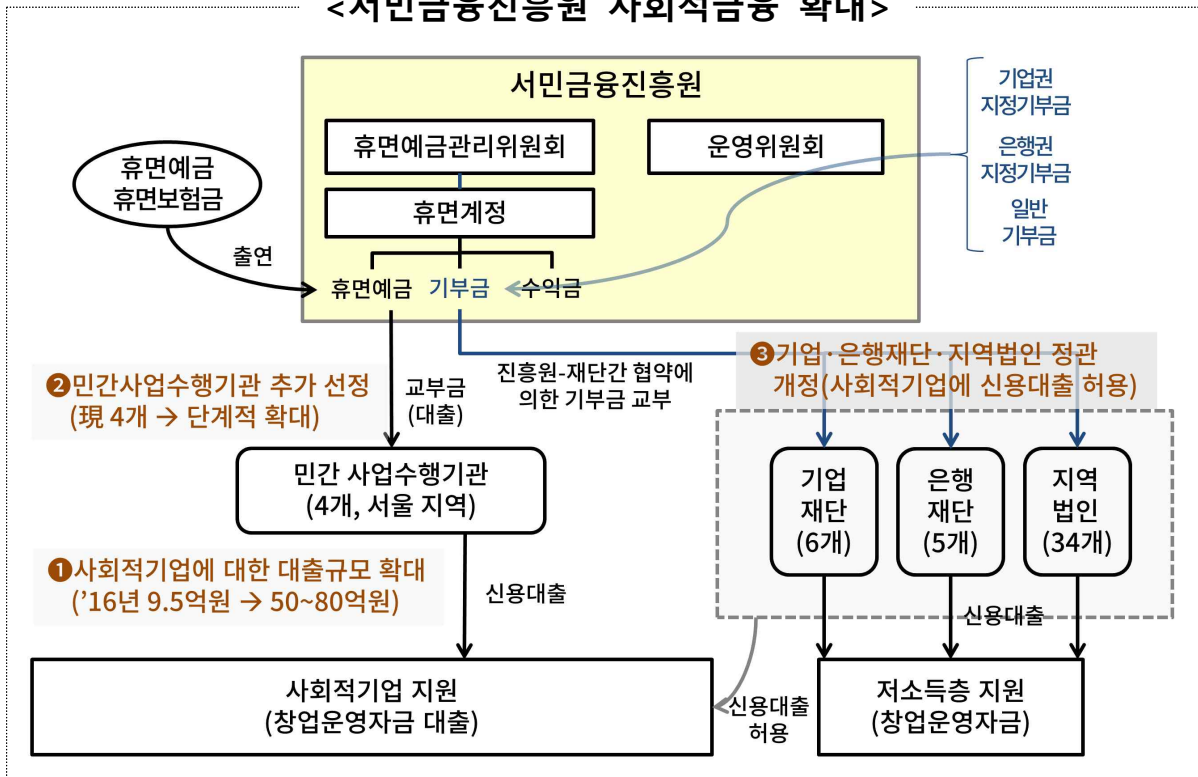 <서민금융진흥원 사회적금융 확대>
서민금융진흥원
기업권
지정기부금
은행권
지정기부금
일반
기부금
휴면예금관리위원회
운영위원회
휴면예금
휴면보험금
휴면계정
출연
휴면예금
기부금
수익금
❷민간사업수행기관 추가 선정
(現 4개 → 단계적 확대)
교부금
(대출)
진흥원-재단간 협약에
의한 기부금 교부
❸기업·은행재단·지역법인 정관
개정(사회적기업에 신용대출 허용)
민간 사업수행기관
(4개, 서울 지역)
기업
재단
(6개)
은행
재단
(5개)
지역
법인
(34개)
❶사회적기업에 대한 대출규모 확대
(’16년 9.5억원 → 50~80억원)
신용대출
신용대출
사회적기업 지원
(창업운영자금 대출)
신용대출
허용
저소득층 지원
(창업운영자금)